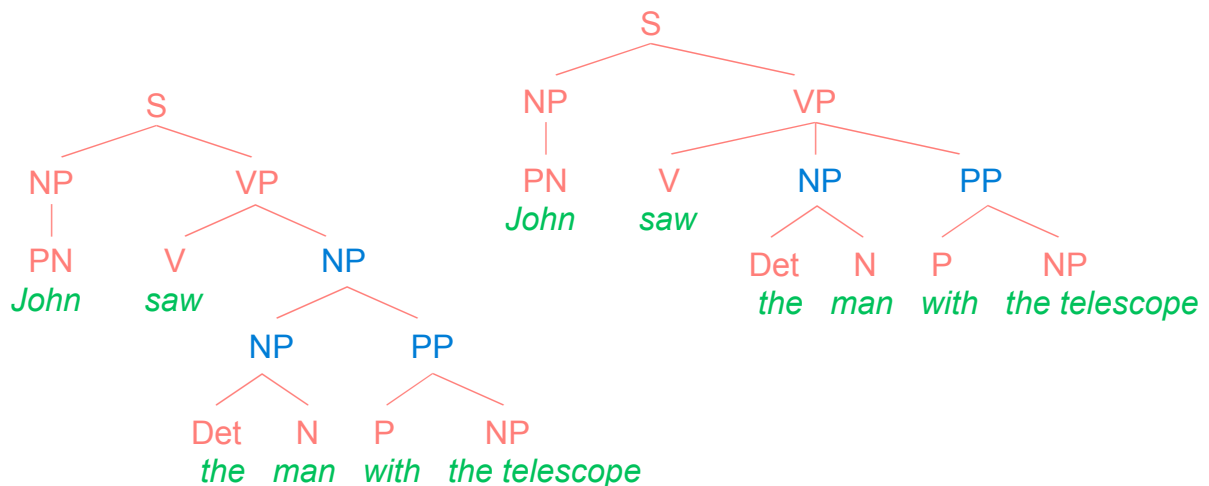 S
NP VP
PN V NP
John saw
NP PP
Det N P NP
the man with the telescope
S
NP VP
PN V NP PP
John saw
Det N P NP
the man with the telescope